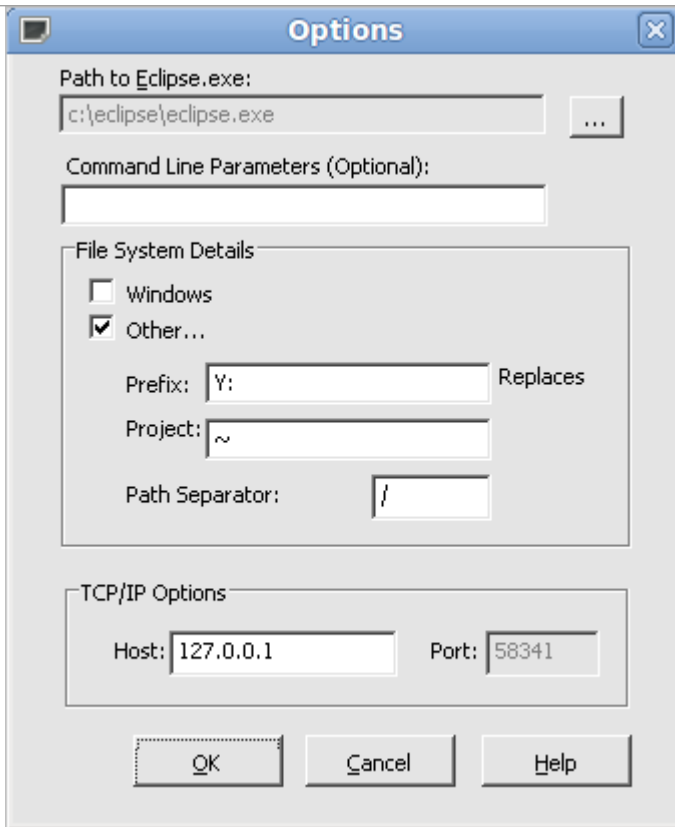 Options
Path to Eclipse.exe:
c:\eclipse\eclipse.exe
...
Command Line Parameters (Optional):
File System Details
Windows
Other...
Prefix: Y: Replaces
Project: ~
Path Separator: /
TCP/IP Options
Host: 127.0.0.1 Port: 58341
OK Cancel Help